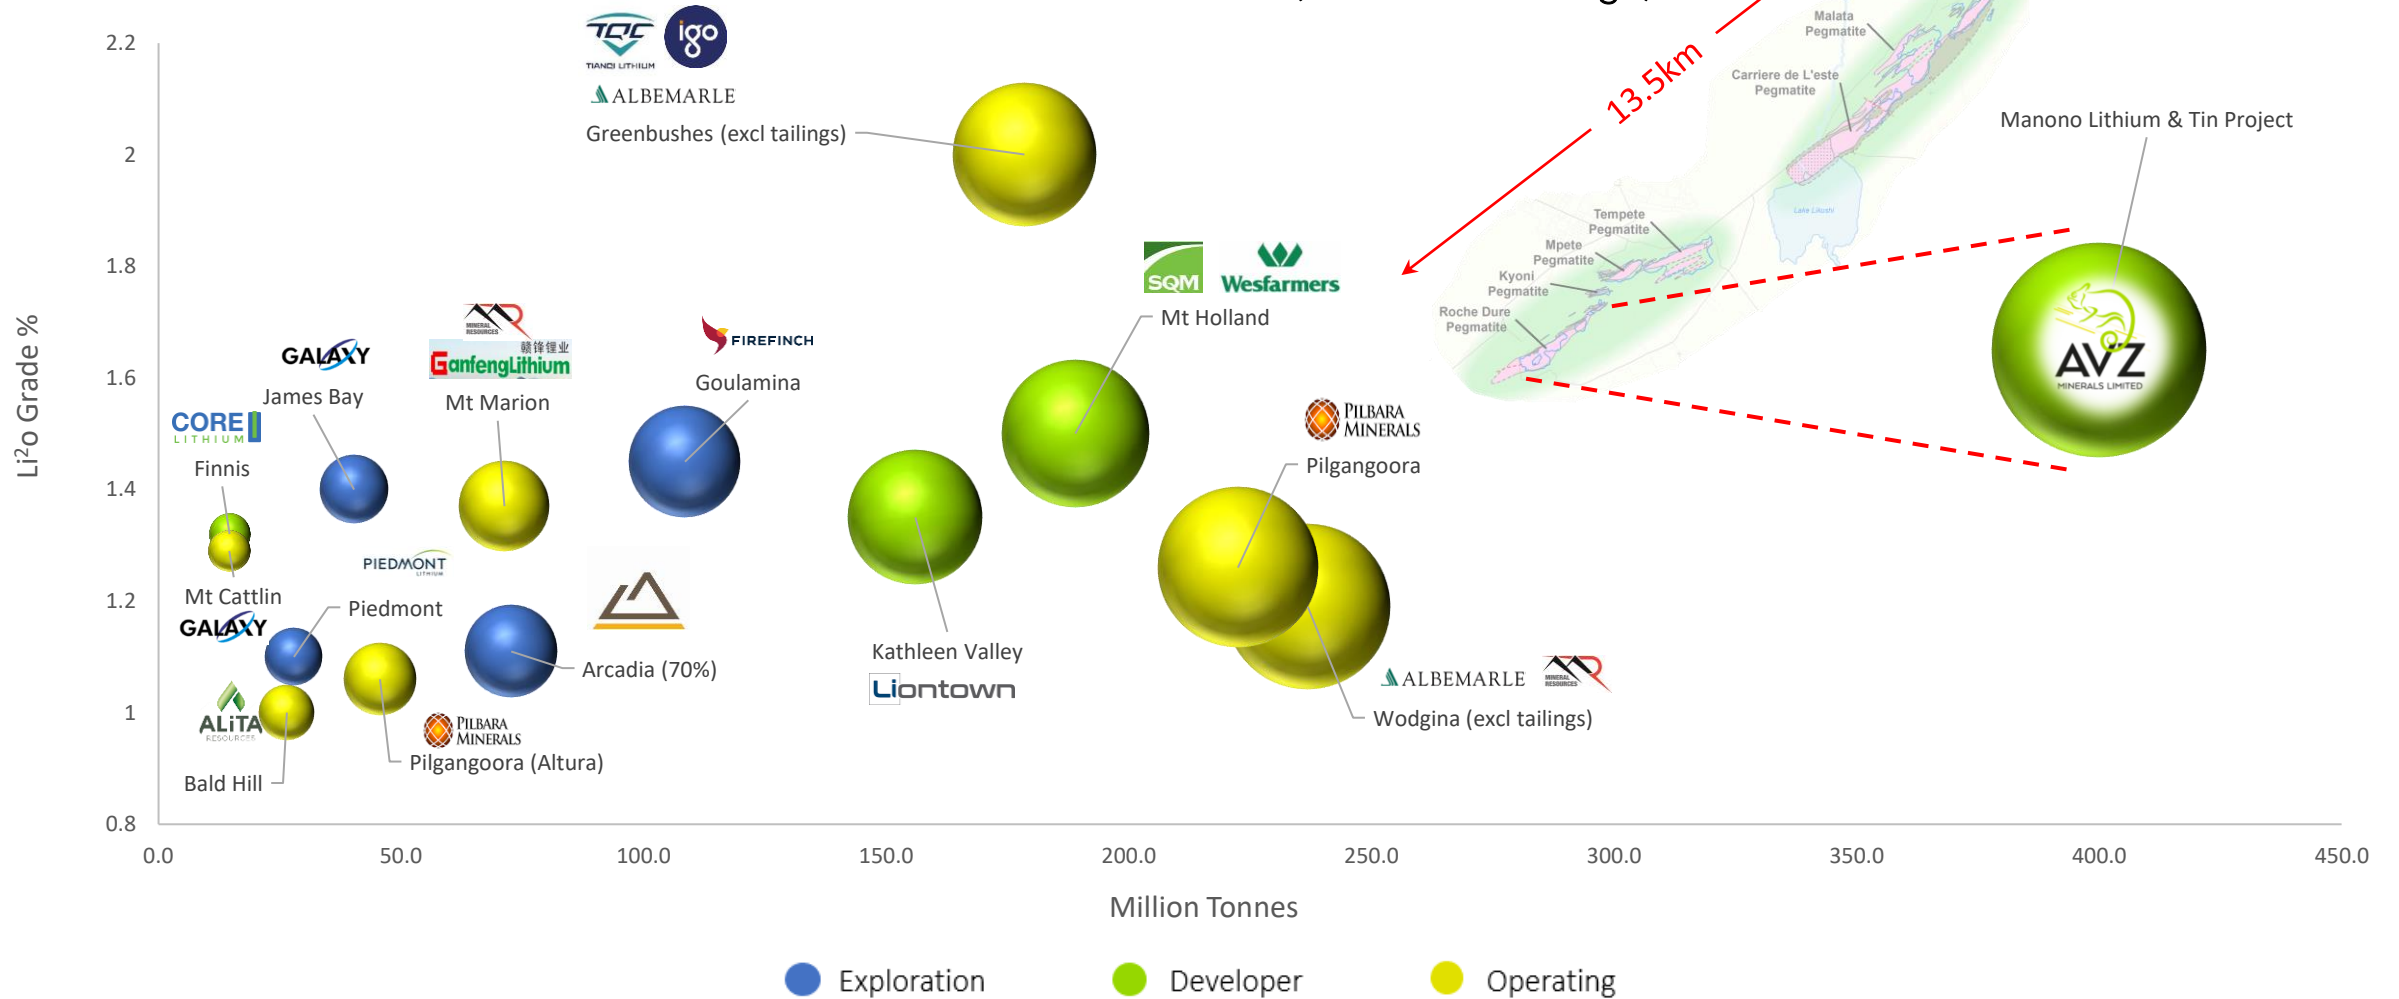 2.2
2
1.8
1.6
1.4
1.2
1
0.8
Li²o Grade %
0.0
50.0
100.0
150.0
200.0
250.0
300.0
350.0
400.0
450.0
Million Tonnes
TQC
TIANQI LITHIUM
igo
ALBEMARLE
Greenbushes (excl tailings)
13.5km
Malata
Pegmatite
Carriere de L'este
Pegmatite
Lake Likushi
Tempete
Pegmatite
Mpete
Pegmatite
Kyoni
Pegmatite
Roche Dure
Pegmatite
Manono Lithium & Tin Project
AVZ
MINERALS LIMITED
SQM
Wesfarmers
Mt Holland
MINERAL
RESOURCES
赣锋锂业
GanfengLithium
Mt Marion
FIREFINCH
Goulamina
GALAXY
James Bay
CORE
LITHIUM
Finnis
PILBARA
MINERALS
Pilgangoora
Mt Cattlin
GALAXY
PIEDMONT
LITHIUM
Piedmont
Arcadia (70%)
Kathleen Valley
Liontown
ALBEMARLE
MINERAL
RESOURCES
Wodgina (excl tailings)
ALiTA
RESOURCES
Bald Hill
PILBARA
MINERALS
Pilgangoora (Altura)
Exploration
Developer
Operating